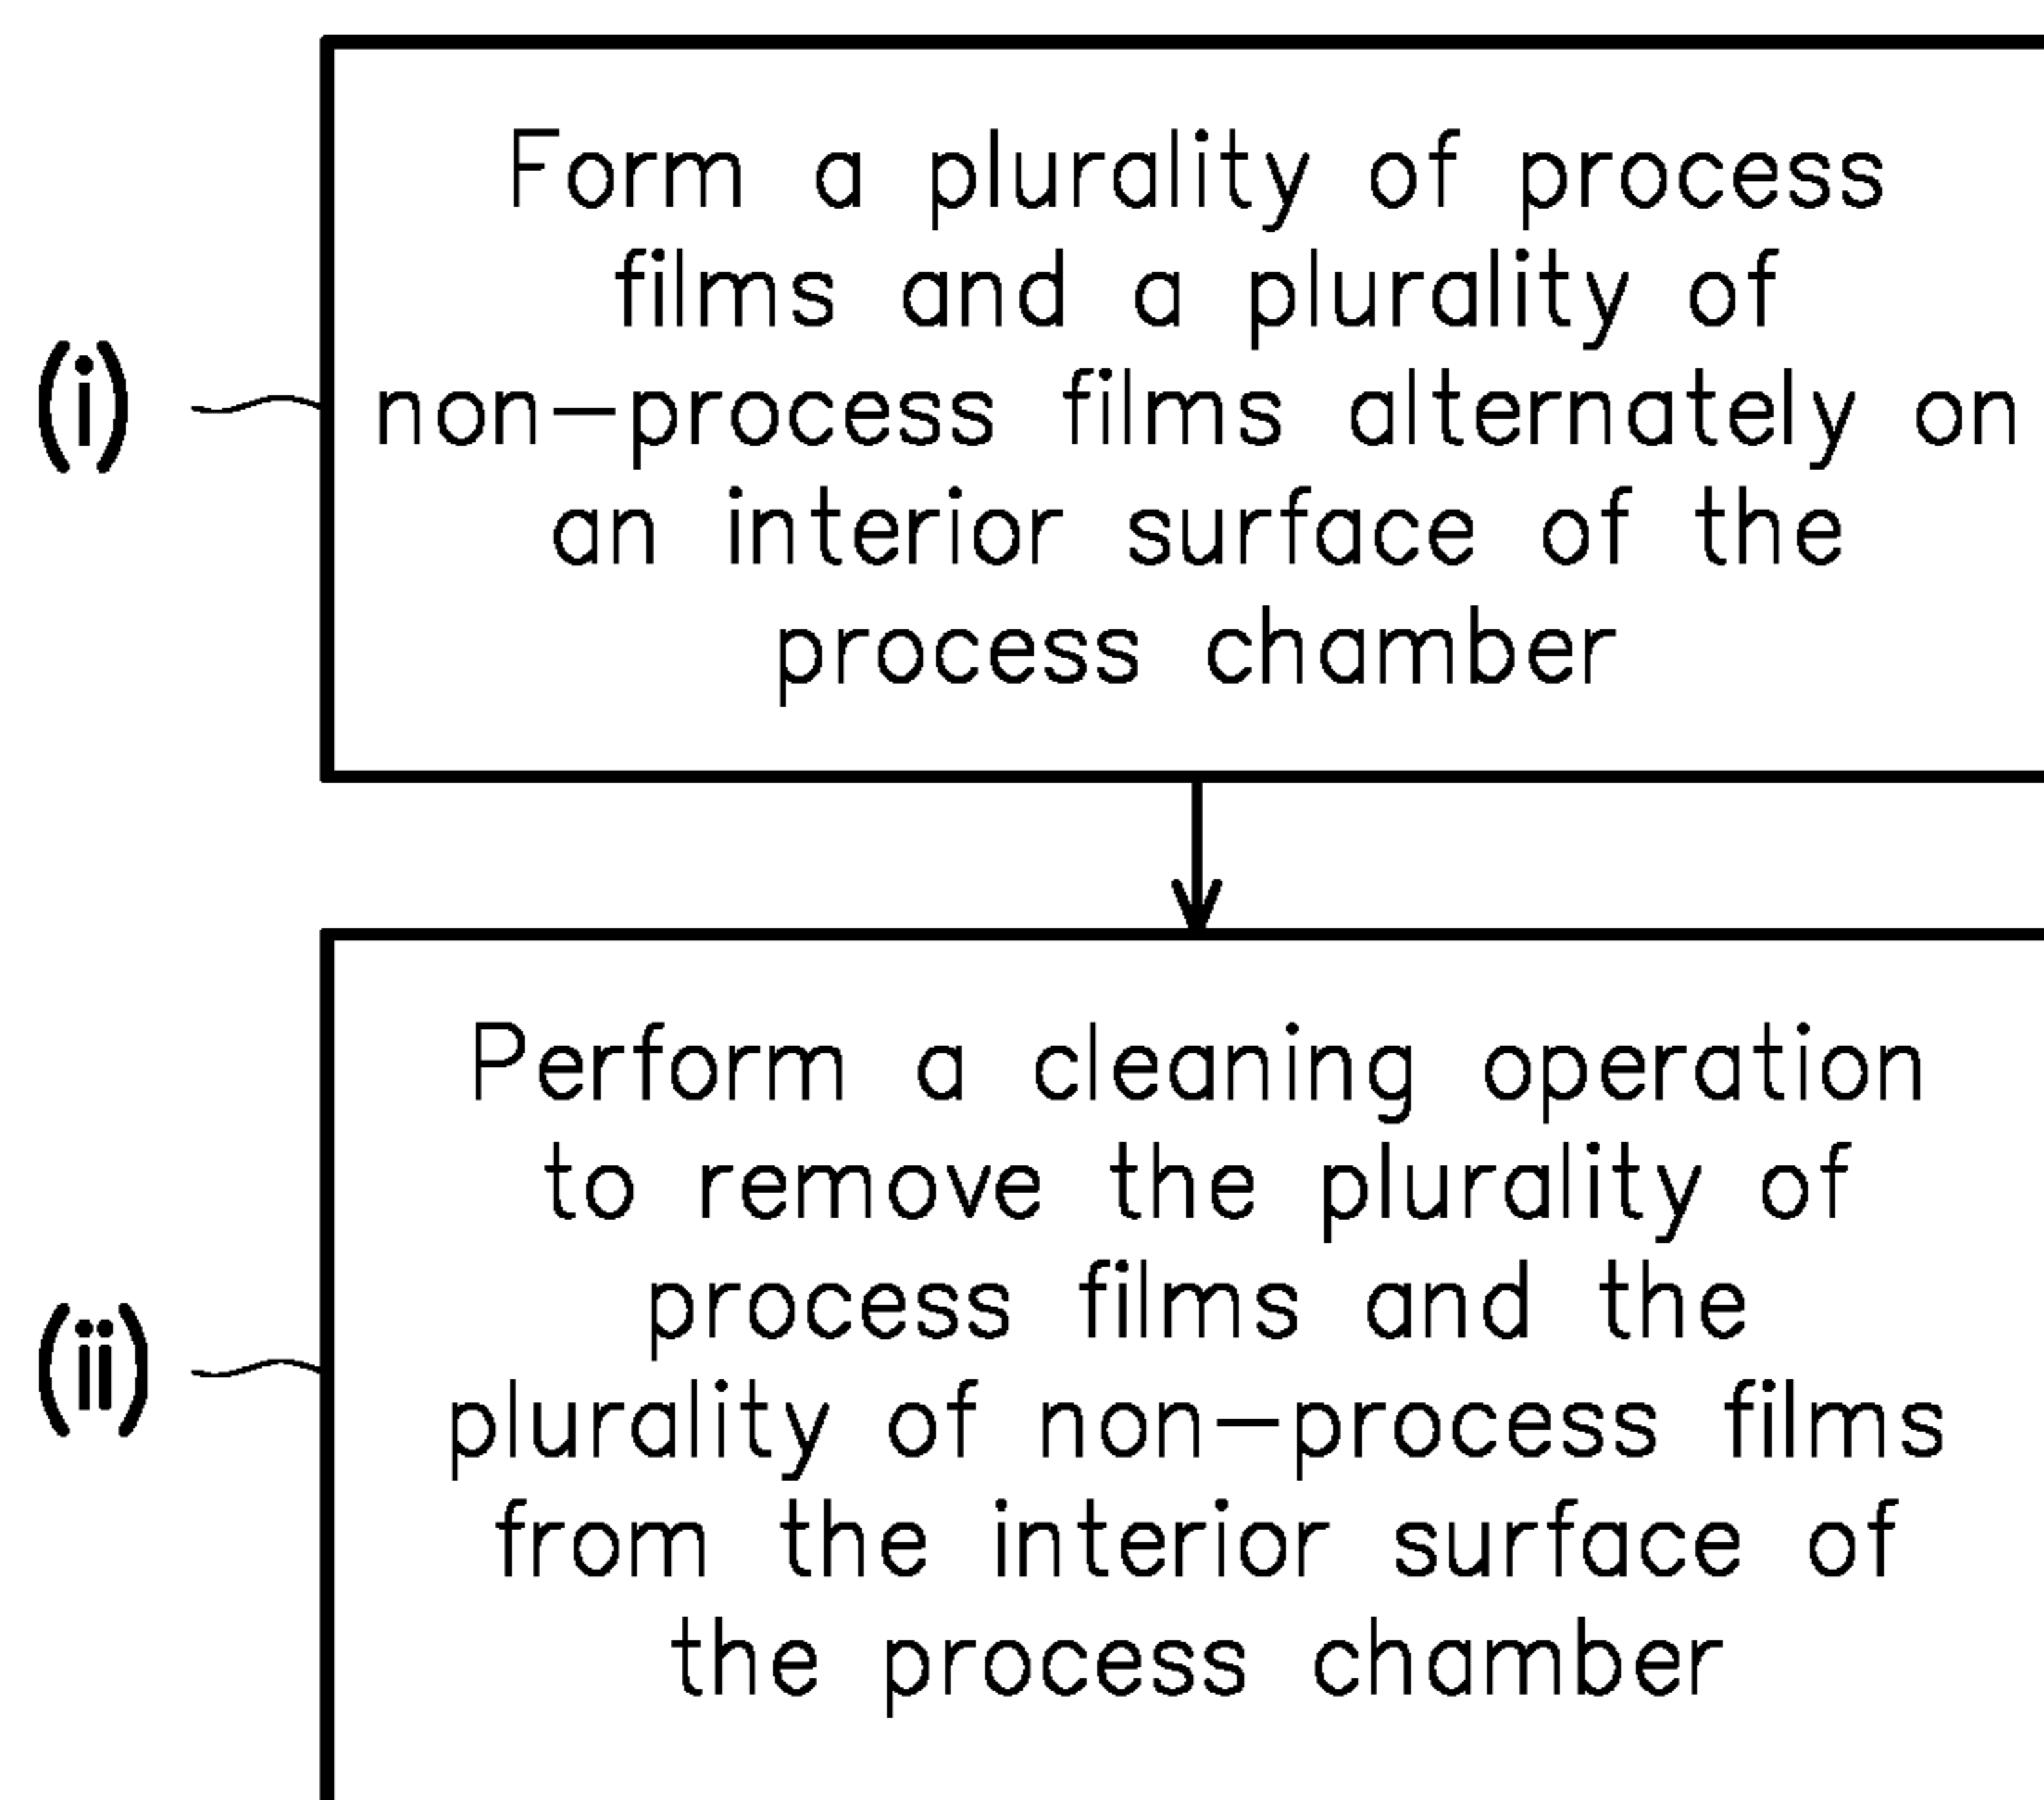 Form a plurality of process
films and a plurality of
(i) non-process films alternately on
an interior surface of the
process chamber
Perform a cleaning operation
to remove the plurality of
process films and the
(ii) plurality of non-process films
from the interior surface of
the process chamber